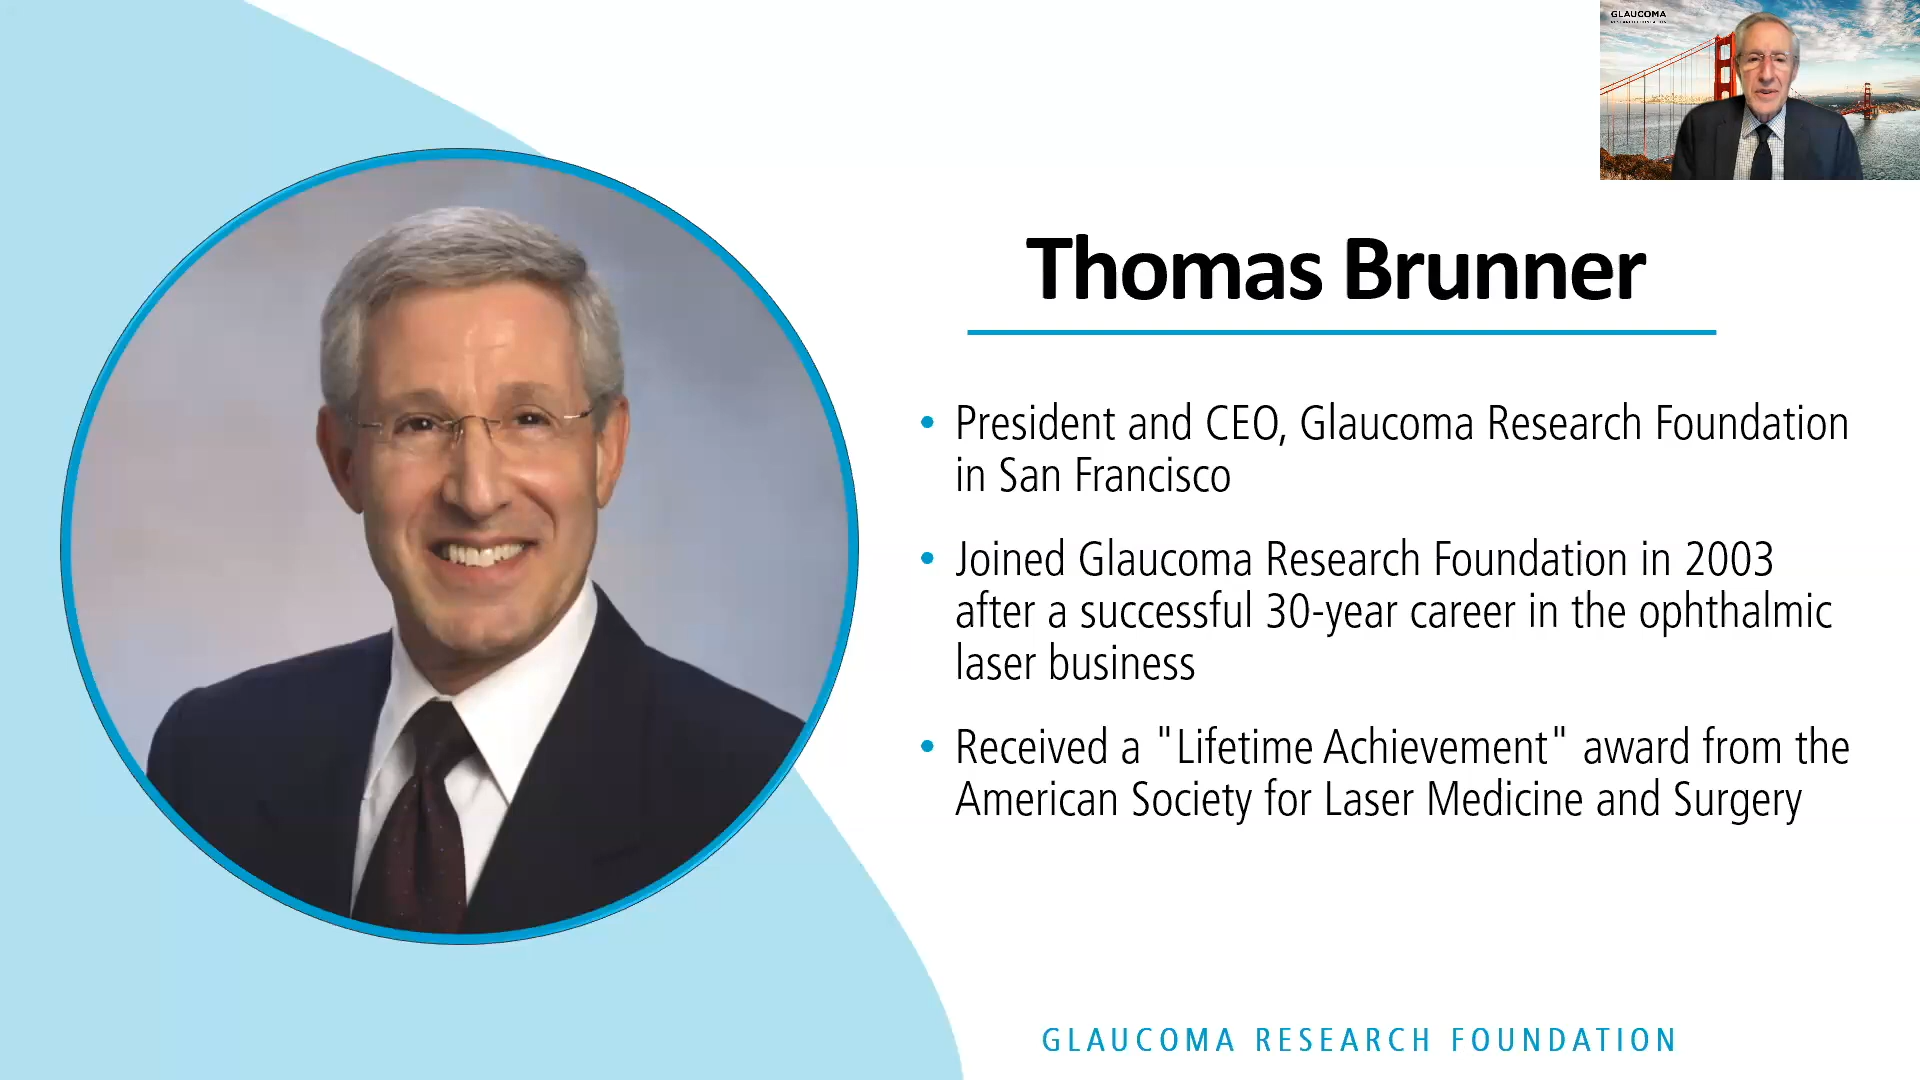 GLAUCOMA
RESEARCH FOUNDATION
Thomas Brunner
• President and CEO, Glaucoma Research Foundation
in San Francisco
• Joined Glaucoma Research Foundation in 2003
after a successful 30-year career in the ophthalmic
laser business
• Received a "Lifetime Achievement" award from the
American Society for Laser Medicine and Surgery
GLAUCOMA RESEARCH FOUNDATION